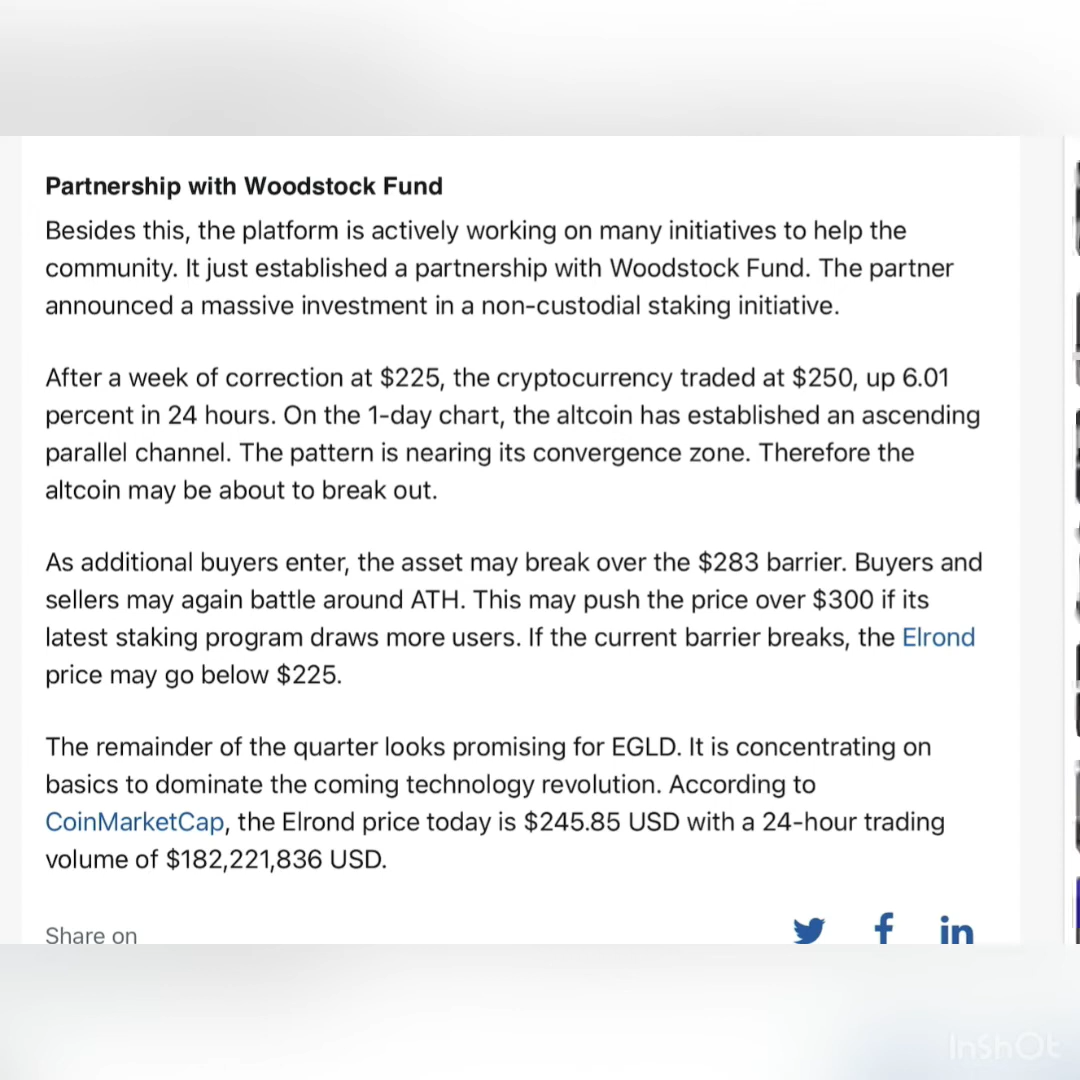 Partnership with Woodstock Fund
Besides this, the platform is actively working on many initiatives to help the
community. It just established a partnership with Woodstock Fund. The partner
announced a massive investment in a non-custodial staking initiative.
After a week of correction at $225, the cryptocurrency traded at $250, up 6.01
percent in 24 hours. On the 1-day chart, the altcoin has established an ascending
parallel channel. The pattern is nearing its convergence zone. Therefore the
altcoin may be about to break out.
As additional buyers enter, the asset may break over the $283 barrier. Buyers and
sellers may again battle around ATH. This may push the price over $300 if its
latest staking program draws more users. If the current barrier breaks, the Elrond
price may go below $225.
The remainder of the quarter looks promising for EGLD. It is concentrating on
basics to dominate the coming technology revolution. According to
CoinMarketCap, the Elrond price today is $245.85 USD with a 24-hour trading
volume of $182,221,836 USD.
Share on
f
in
InShOt